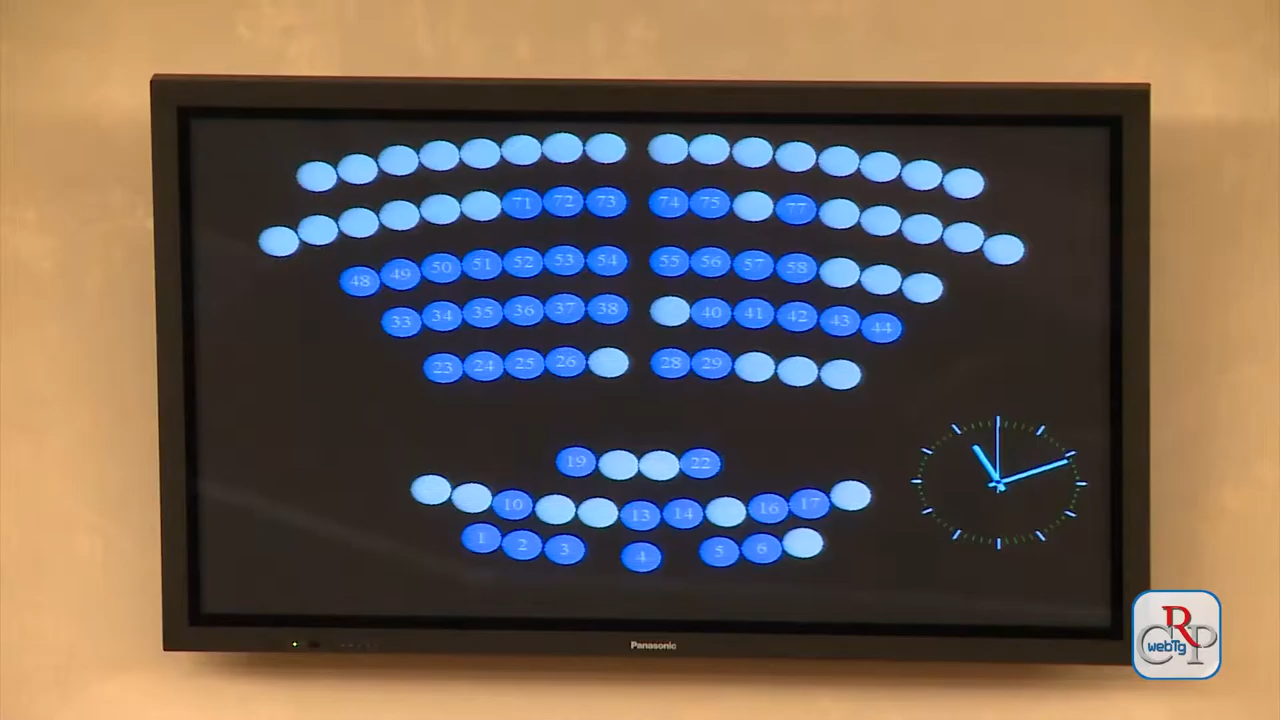 71 72 73 74 75 77
48 49 50 51 52 53 54 55 56 57 58
33 34 35 36 37 38 40 41 42 43 44
23 24 25 26 28 29
19 22
10 13 14 16 17
1 2 3 4 5 6
Panasonic
CRP
webTg